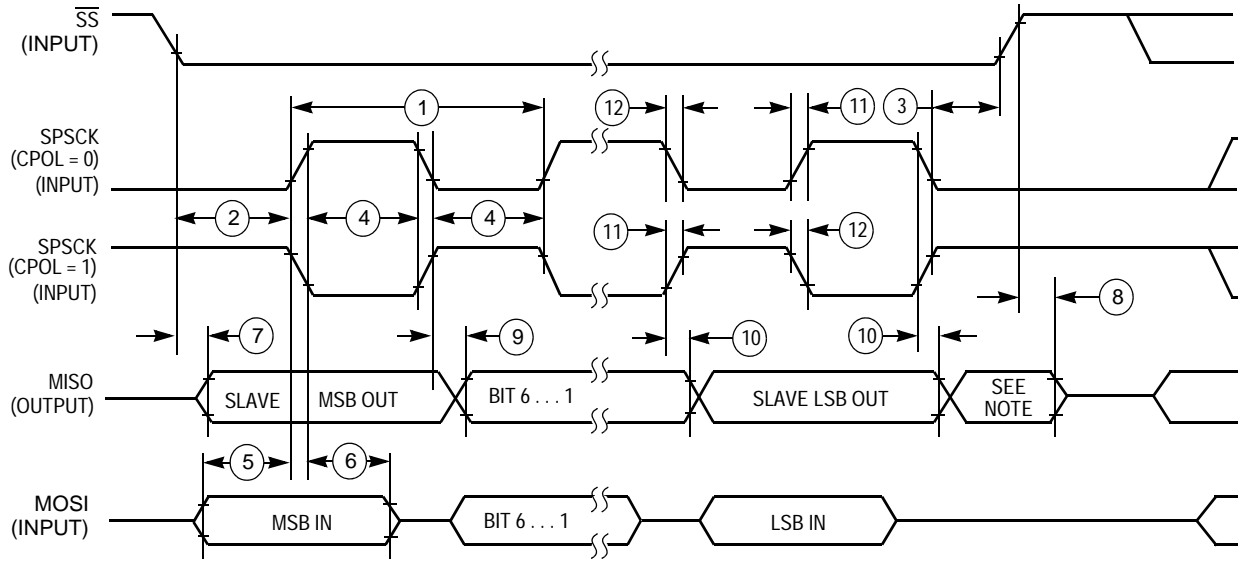 SS
(INPUT)
1
12
11
3
SPSCK
(CPOL = 0)
(INPUT)
2
4
4
11
12
SPSCK
(CPOL = 1)
(INPUT)
8
7
9
10
10
MISO
(OUTPUT)
SLAVE
MSB OUT
BIT 6 . . . 1
SLAVE LSB OUT
SEE
NOTE
5
6
MOSI
(INPUT)
MSB IN
BIT 6 . . . 1
LSB IN